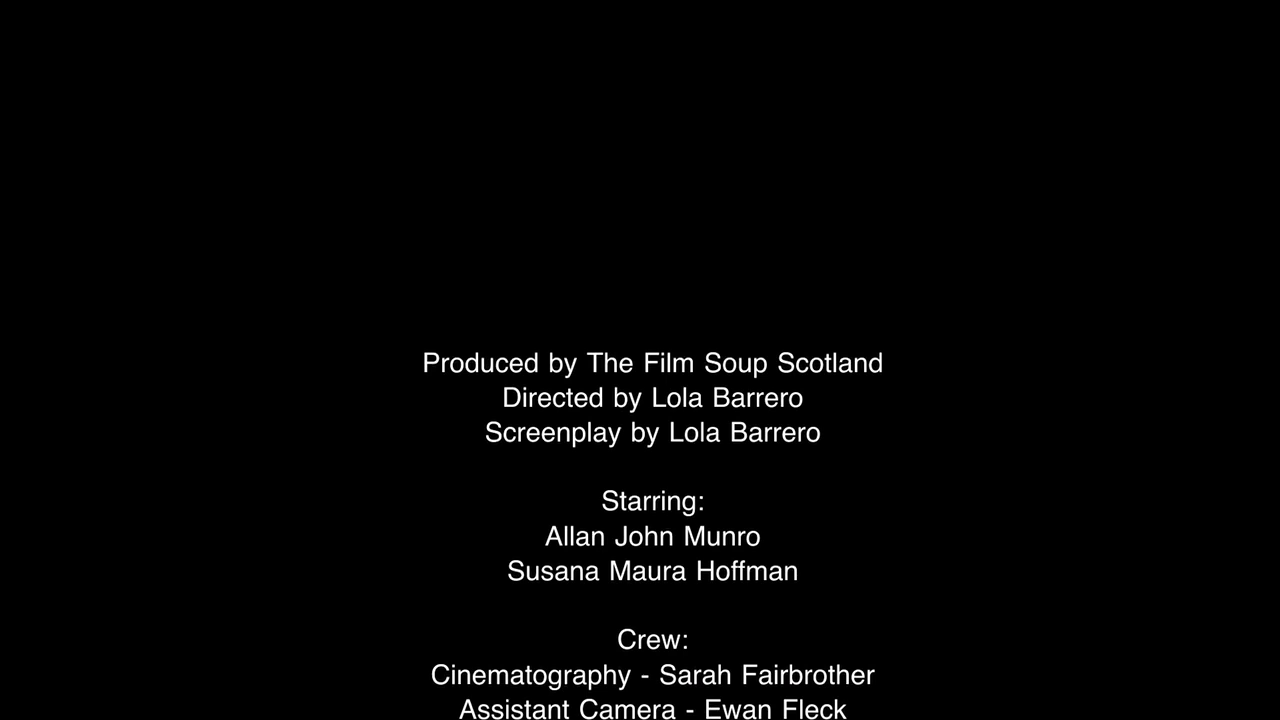 Produced by The Film Soup Scotland
Directed by Lola Barrero
Screenplay by Lola Barrero
Starring:
Allan John Munro
Susana Maura Hoffman
Crew:
Cinematography - Sarah Fairbrother
Assistant Camera - Ewan Fleck